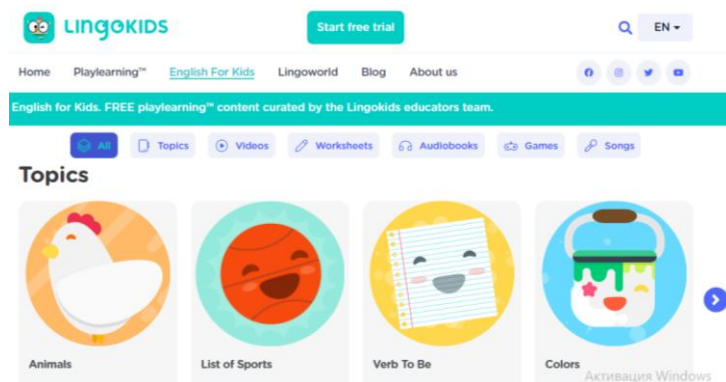 LINGOKIDS
Start free trial
EN
Home Playlearning™ English For Kids Lingoworld Blog About us
English for Kids. FREE playlearning™ content curated by the Lingokids educators team.
All Topics Videos Worksheets Audiobooks Games Songs
Topics
Animals List of Sports Verb To Be Colors
Активация Windows